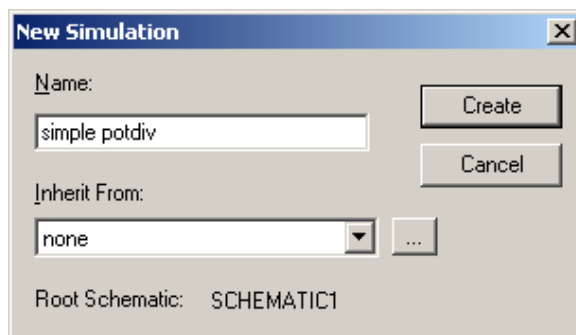 New Simulation
Name:
Create
simple potdiv
Cancel
Inherit From:
none
...
Root Schematic: SCHEMATIC1